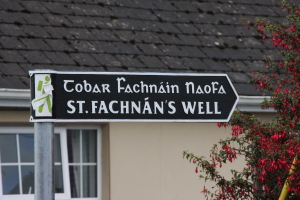 Tobar Fachnáin Naofa
ST. FACHNÁN'S WELL